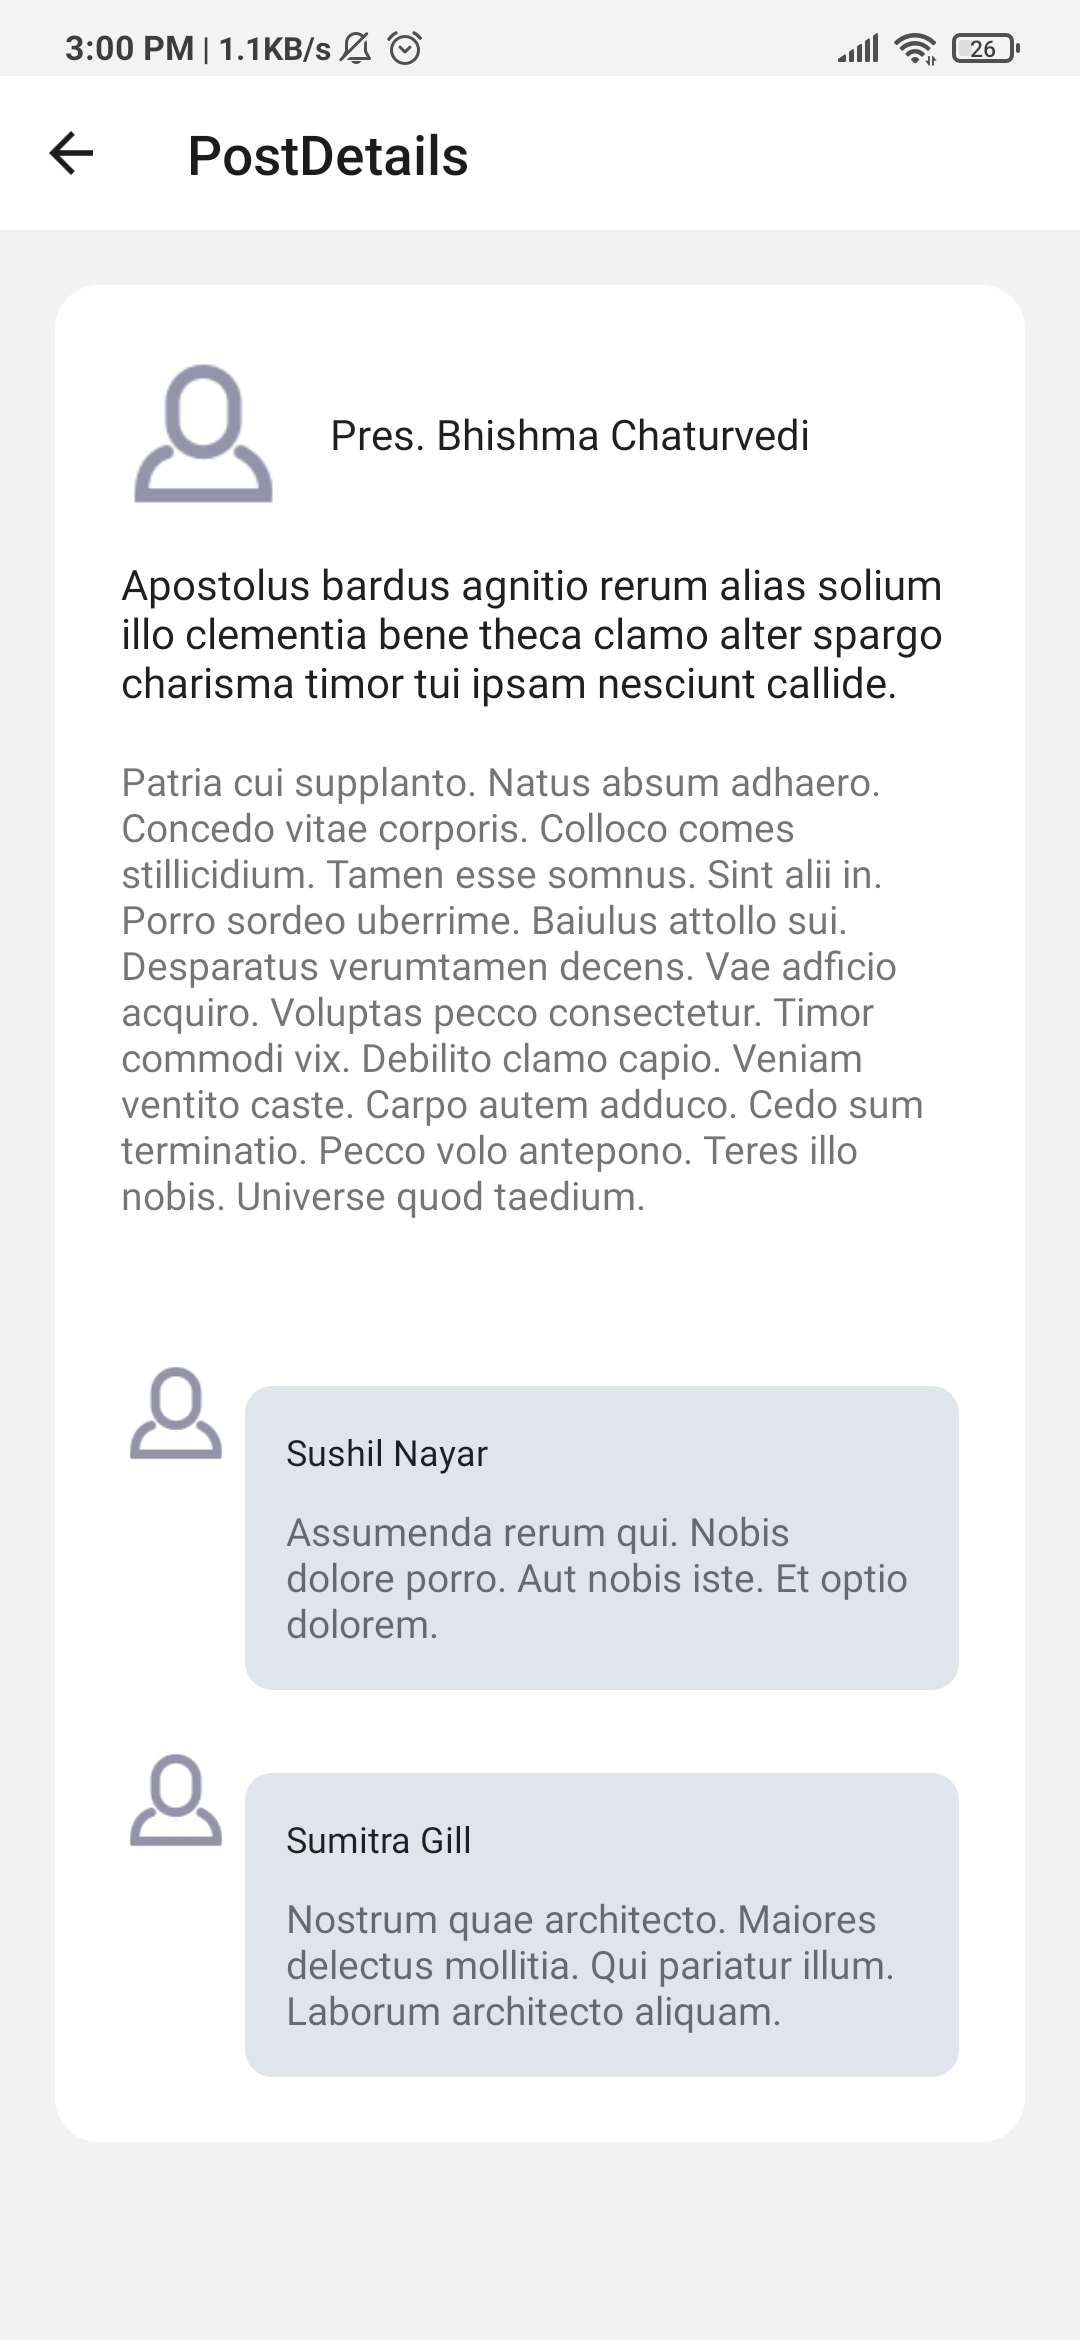 3:00 PM | 1.1KB/s
26
PostDetails
Pres. Bhishma Chaturvedi
Apostolus bardus agnitio rerum alias solium
illo clementia bene theca clamo alter spargo
charisma timor tui ipsam nesciunt callide.
Patria cui supplanto. Natus absum adhaero.
Concedo vitae corporis. Colloco comes
stillicidium. Tamen esse somnus. Sint alii in.
Porro sordeo uberrime. Baiulus attollo sui.
Desparatus verumtamen decens. Vae adficio
acquiro. Voluptas pecco consectetur. Timor
commodi vix. Debilito clamo capio. Veniam
ventito caste. Carpo autem adduco. Cedo sum
terminatio. Pecco volo antepono. Teres illo
nobis. Universe quod taedium.
Sushil Nayar
Assumenda rerum qui. Nobis
dolore porro. Aut nobis iste. Et optio
dolorem.
Sumitra Gill
Nostrum quae architecto. Maiores
delectus mollitia. Qui pariatur illum.
Laborum architecto aliquam.